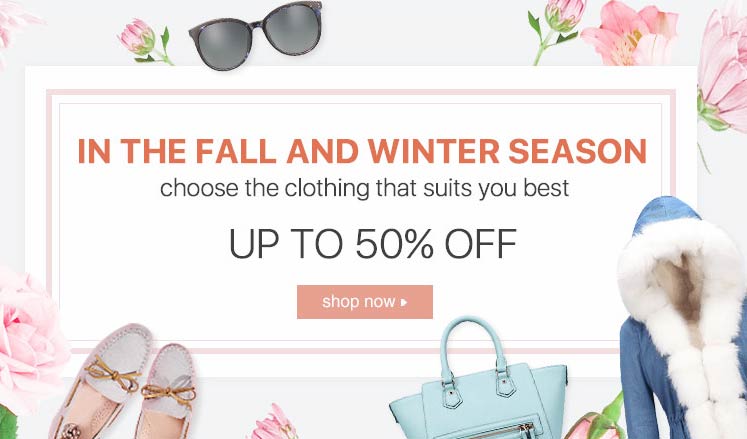 IN THE FALL AND WINTER SEASON
choose the clothing that suits you best
UP TO 50% OFF
shop now